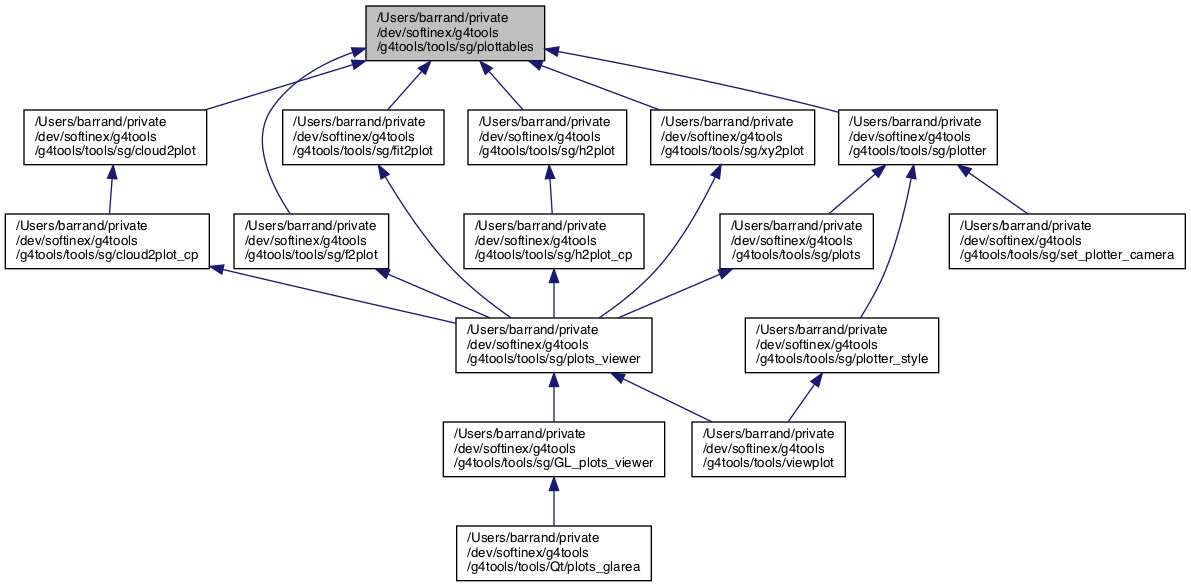 /Users/barrand/private
/dev/softinex/g4tools
/g4tools/tools/sg/plottables
/Users/barrand/private
/dev/softinex/g4tools
/g4tools/tools/sg/cloud2plot
/Users/barrand/private
/dev/softinex/g4tools
/g4tools/tools/sg/fit2plot
/Users/barrand/private
/dev/softinex/g4tools
/g4tools/tools/sg/h2plot
/Users/barrand/private
/dev/softinex/g4tools
/g4tools/tools/sg/xy2plot
/Users/barrand/private
/dev/softinex/g4tools
/g4tools/tools/sg/plotter
/Users/barrand/private
/dev/softinex/g4tools
/g4tools/tools/sg/cloud2plot_cp
/Users/barrand/private
/dev/softinex/g4tools
/g4tools/tools/sg/f2plot
/Users/barrand/private
/dev/softinex/g4tools
/g4tools/tools/sg/h2plot_cp
/Users/barrand/private
/dev/softinex/g4tools
/g4tools/tools/sg/plots
/Users/barrand/private
/dev/softinex/g4tools
/g4tools/tools/sg/set_plotter_camera
/Users/barrand/private
/dev/softinex/g4tools
/g4tools/tools/sg/plots_viewer
/Users/barrand/private
/dev/softinex/g4tools
/g4tools/tools/sg/plotter_style
/Users/barrand/private
/dev/softinex/g4tools
/g4tools/tools/sg/GL_plots_viewer
/Users/barrand/private
/dev/softinex/g4tools
/g4tools/tools/viewplot
/Users/barrand/private
/dev/softinex/g4tools
/g4tools/tools/Qt/plots_glarea